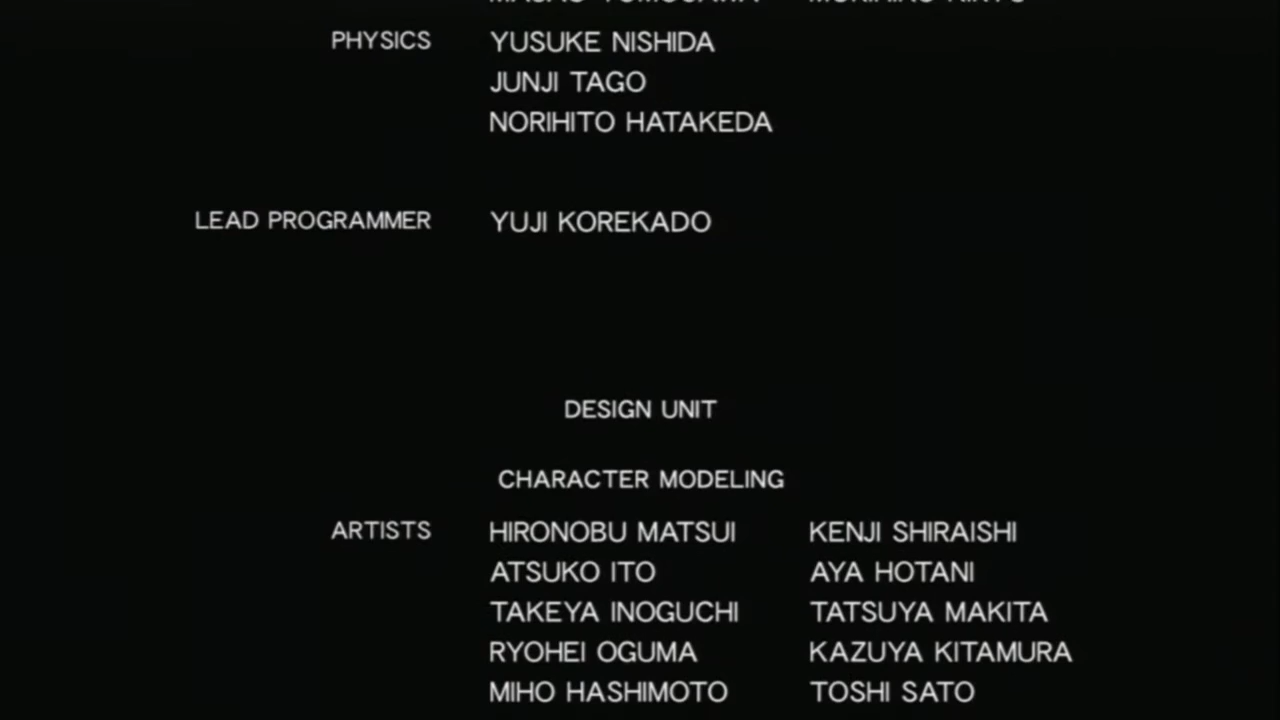 PHYSICS YUSUKE NISHIDA
JUNJI TAGO
NORIHITO HATAKEDA
LEAD PROGRAMMER YUJI KOREKADO
DESIGN UNIT
CHARACTER MODELING
ARTISTS HIRONOBU MATSUI KENJI SHIRAISHI
ATSUKO ITO AYA HOTANI
TAKEYA INOGUCHI TATSUYA MAKITA
RYOHEI OGUMA KAZUYA KITAMURA
MIHO HASHIMOTO TOSHI SATO